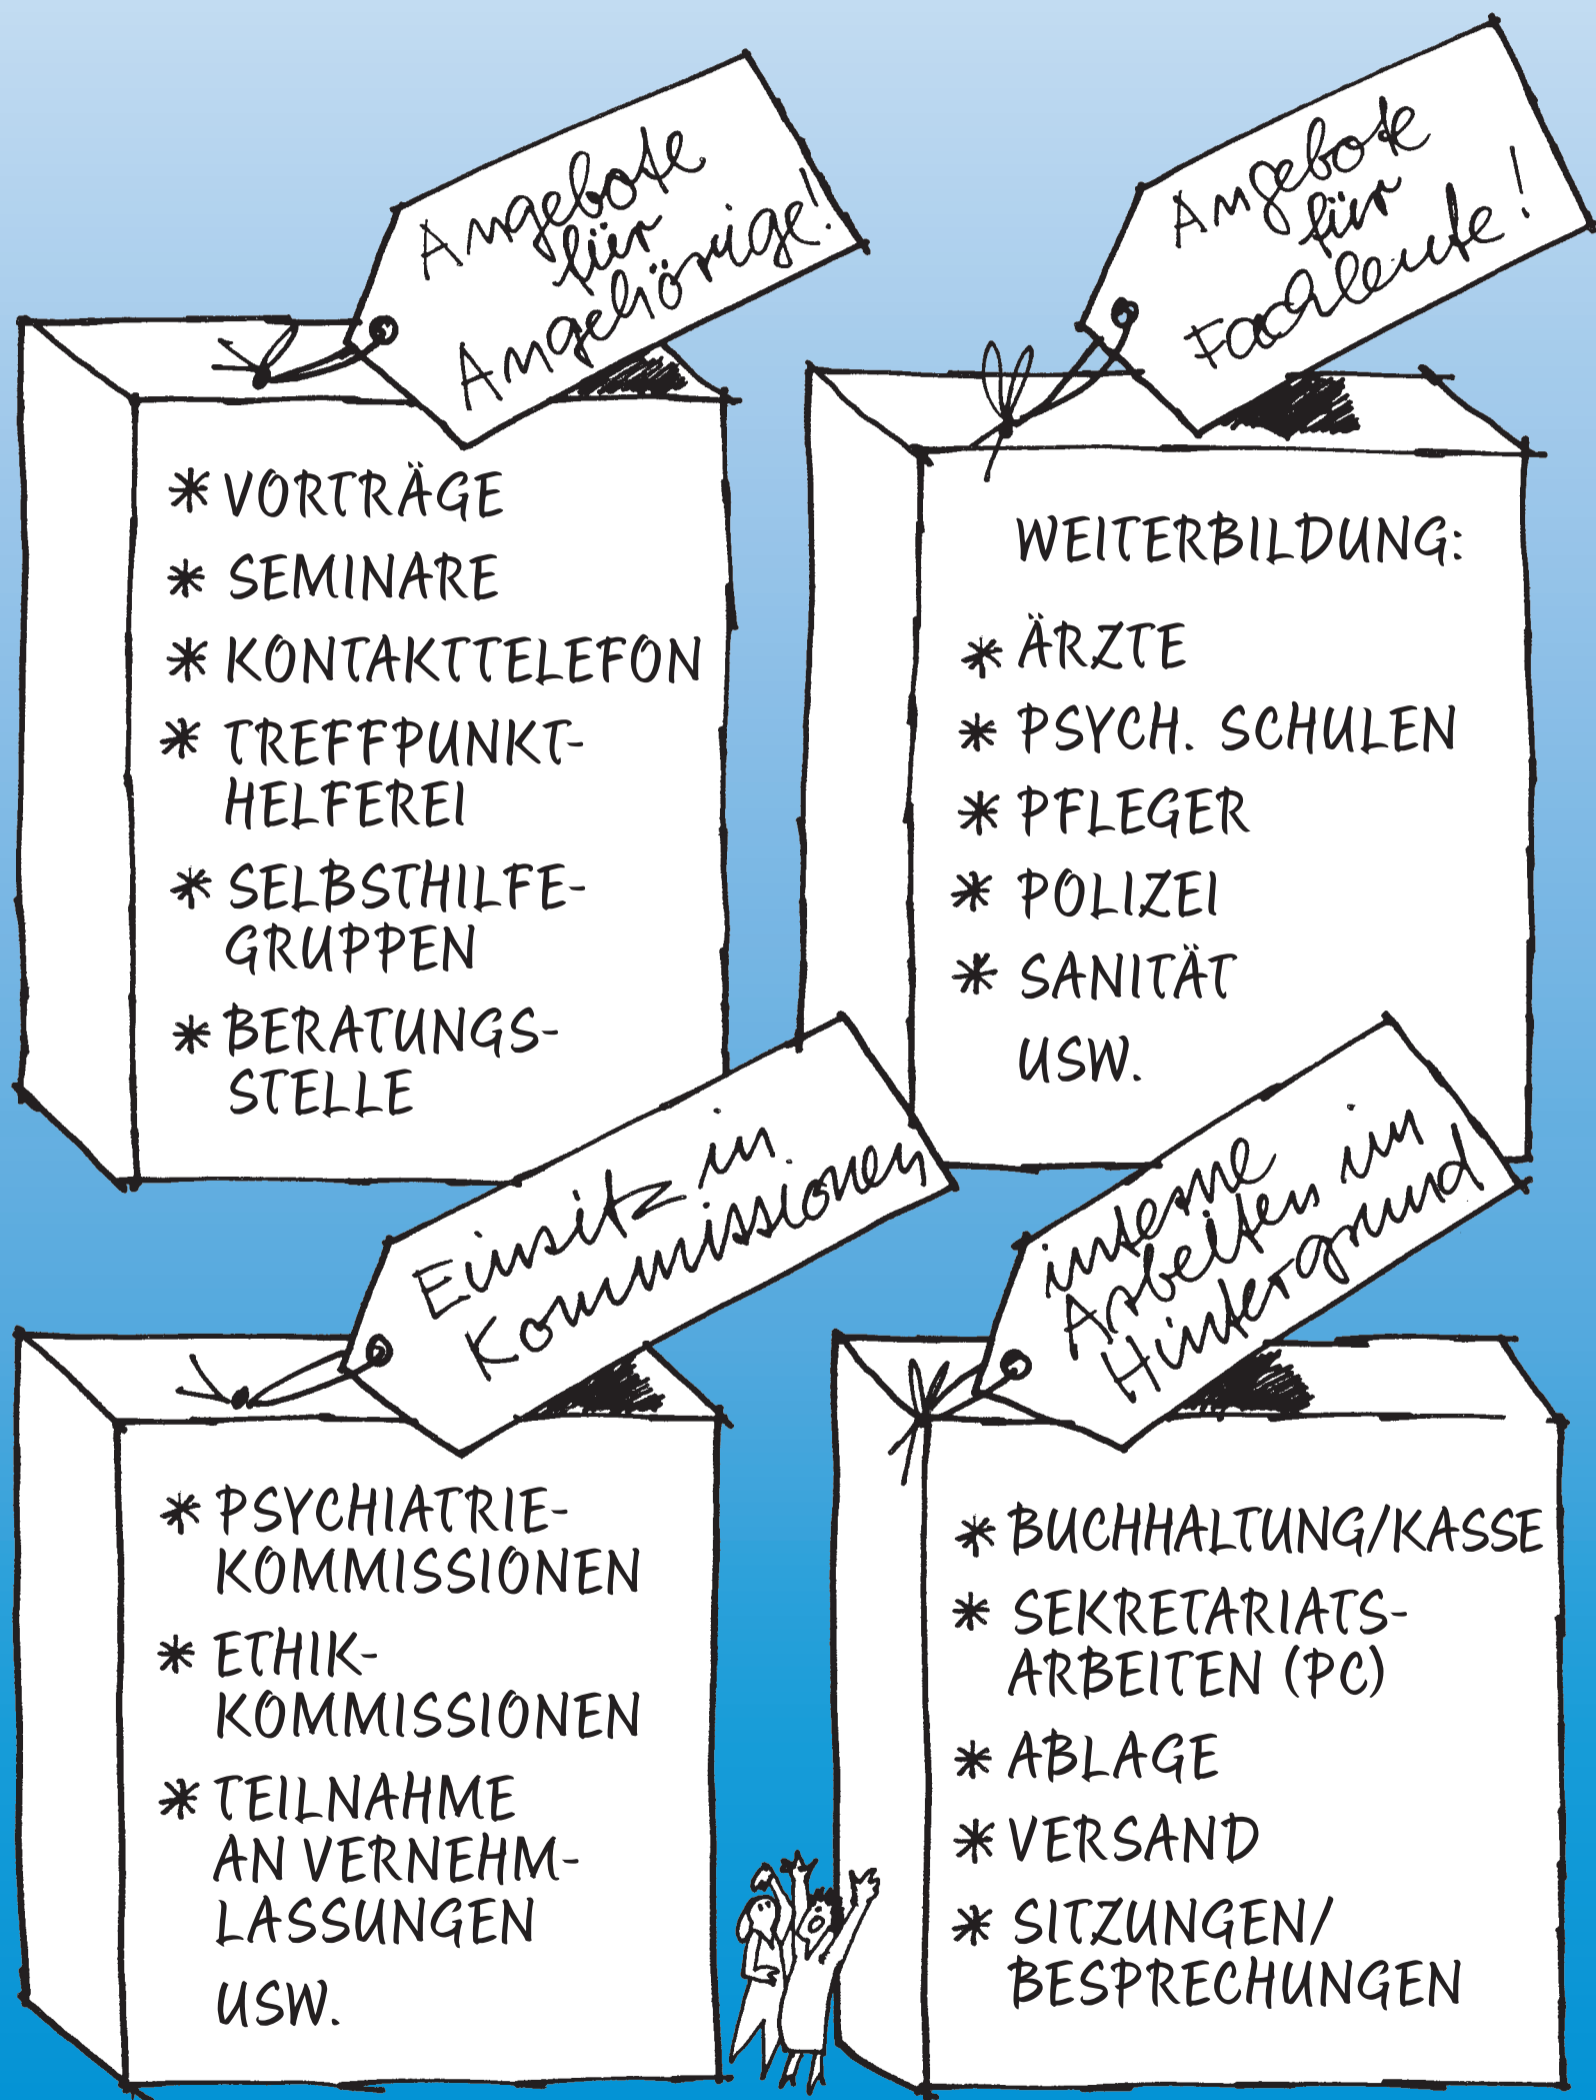 Angebote
für
Angehörige!
* VORTRÄGE
* SEMINARE
* KONTAKTTELEFON
* TREFFPUNKT-
HELFEREI
* SELBSTHILFE-
GRUPPEN
* BERATUNGS-
STELLE
Angebote
für
Fachleute!
WEITERBILDUNG:
* ÄRZTE
* PSYCH. SCHULEN
* PFLEGER
* POLIZEI
* SANITÄT
USW.
Einsitz in
Kommissionen
* PSYCHIATRIE-
KOMMISSIONEN
* ETHIK-
KOMMISSIONEN
* TEILNAHME
AN VERNEHM-
LASSUNGEN
USW.
interne
Arbeiten im
Hintergrund
* BUCHHALTUNG/KASSE
* SEKRETARIATS-
ARBEITEN (PC)
* ABLAGE
* VERSAND
* SITZUNGEN/
BESPRECHUNGEN